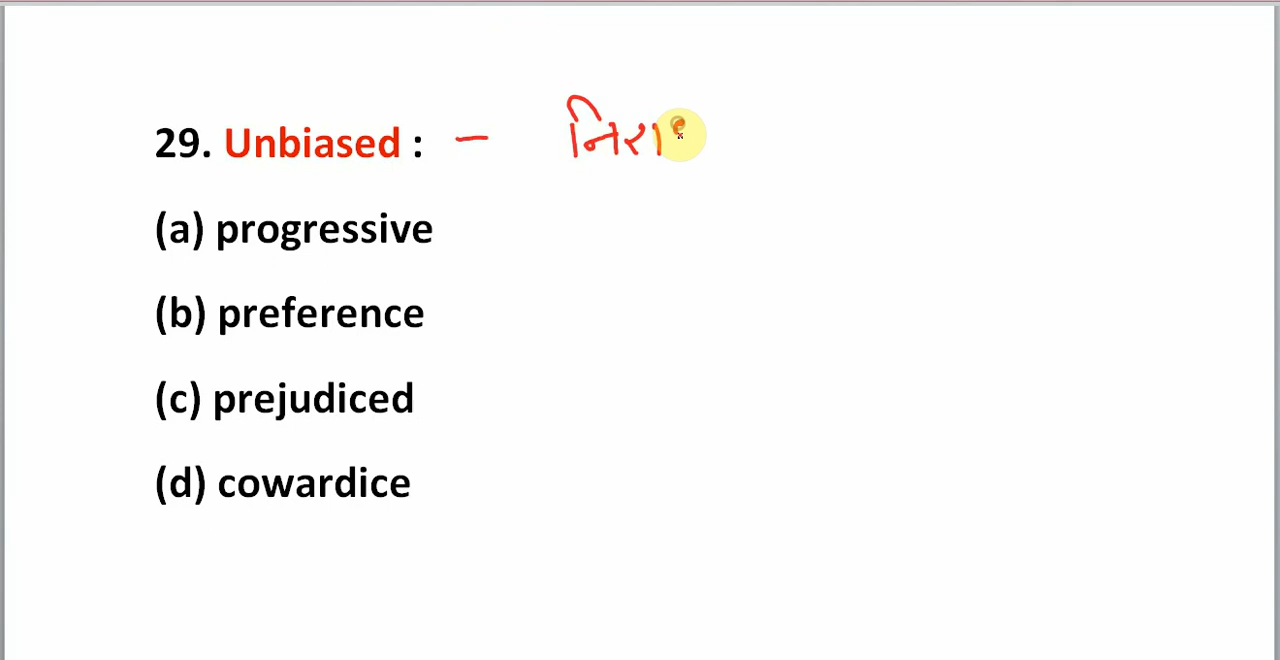 29. Unbiased : -
(a) progressive
(b) preference
(c) prejudiced
(d) cowardice